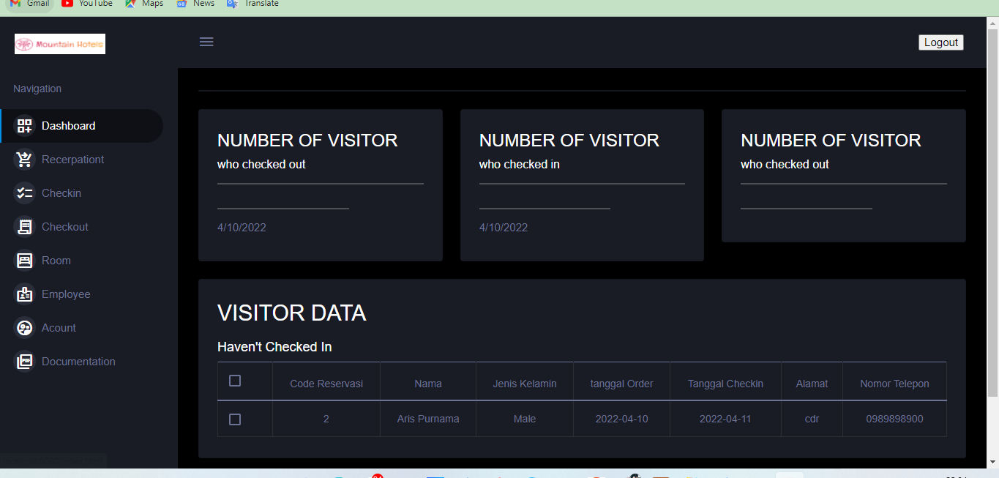 Gmail YouTube Maps News Translate
Mountain Hotels
Logout
Navigation
Dashboard
Recerpationt
Checkin
Checkout
Room
Employee
Acount
Documentation
NUMBER OF VISITOR
who checked out
4/10/2022
NUMBER OF VISITOR
who checked in
4/10/2022
NUMBER OF VISITOR
who checked out
VISITOR DATA
Haven't Checked In
Code Reservasi Nama Jenis Kelamin tanggal Order Tanggal Checkin Alamat Nomor Telepon
2 Aris Purnama Male 2022-04-10 2022-04-11 cdr 0989898900